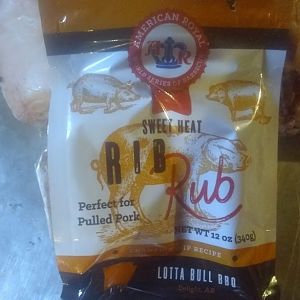 AMERICAN ROYAL
WORLD SERIES OF BARBECUE
SWEET HEAT
RIB
Rub
Perfect for
Pulled Pork
NET WT 12 OZ (340g)
RECIPE
LOTTA BULL BBQ